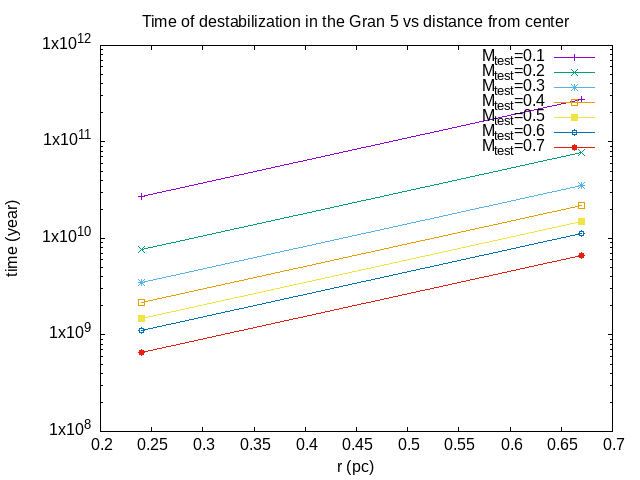 Time of destabilization in the Gran 5 vs distance from center
1x10^12
1x10^11
1x10^10
1x10^9
1x10^8
time (year)
M_test=0.1
M_test=0.2
M_test=0.3
M_test=0.4
M_test=0.5
M_test=0.6
M_test=0.7
0.2 0.25 0.3 0.35 0.4 0.45 0.5 0.55 0.6 0.65 0.7
r (pc)